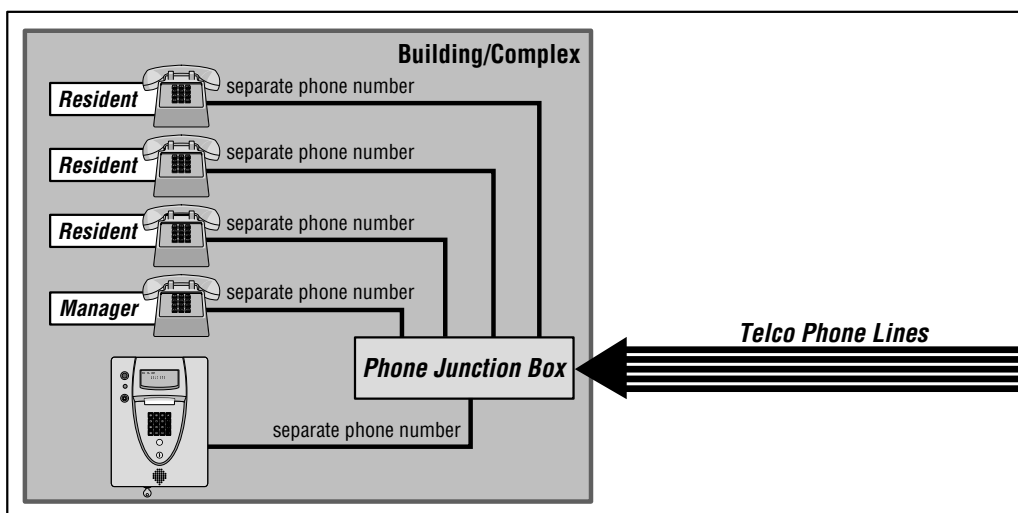 Building/Complex
separate phone number
Resident
separate phone number
Resident
separate phone number
Resident
separate phone number
Manager
Telco Phone Lines
Phone Junction Box
separate phone number